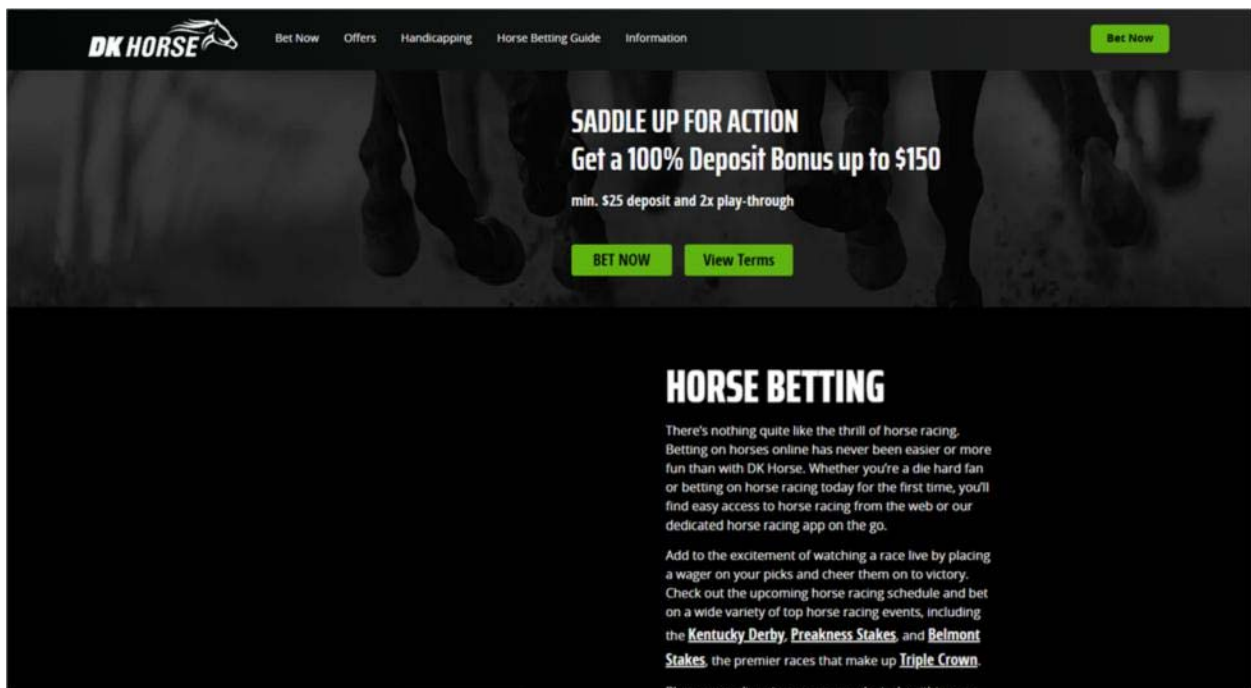 DK HORSE
Bet Now Offers Handicapping Horse Betting Guide Information Bet Now
SADDLE UP FOR ACTION
Get a 100% Deposit Bonus up to $150
min. $25 deposit and 2x play-through
BET NOW View Terms
HORSE BETTING
There's nothing quite like the thrill of horse racing.
Betting on horses online has never been easier or more
fun than with DK Horse. Whether you're a die hard fan
or betting on horse racing today for the first time, you'll
find easy access to horse racing from the web or our
dedicated horse racing app on the go.
Add to the excitement of watching a race live by placing
a wager on your picks and cheer them on to victory.
Check out the upcoming horse racing schedule and bet
on a wide variety of top horse racing events, including
the Kentucky Derby, Preakness Stakes, and Belmont
Stakes, the premier races that make up Triple Crown.